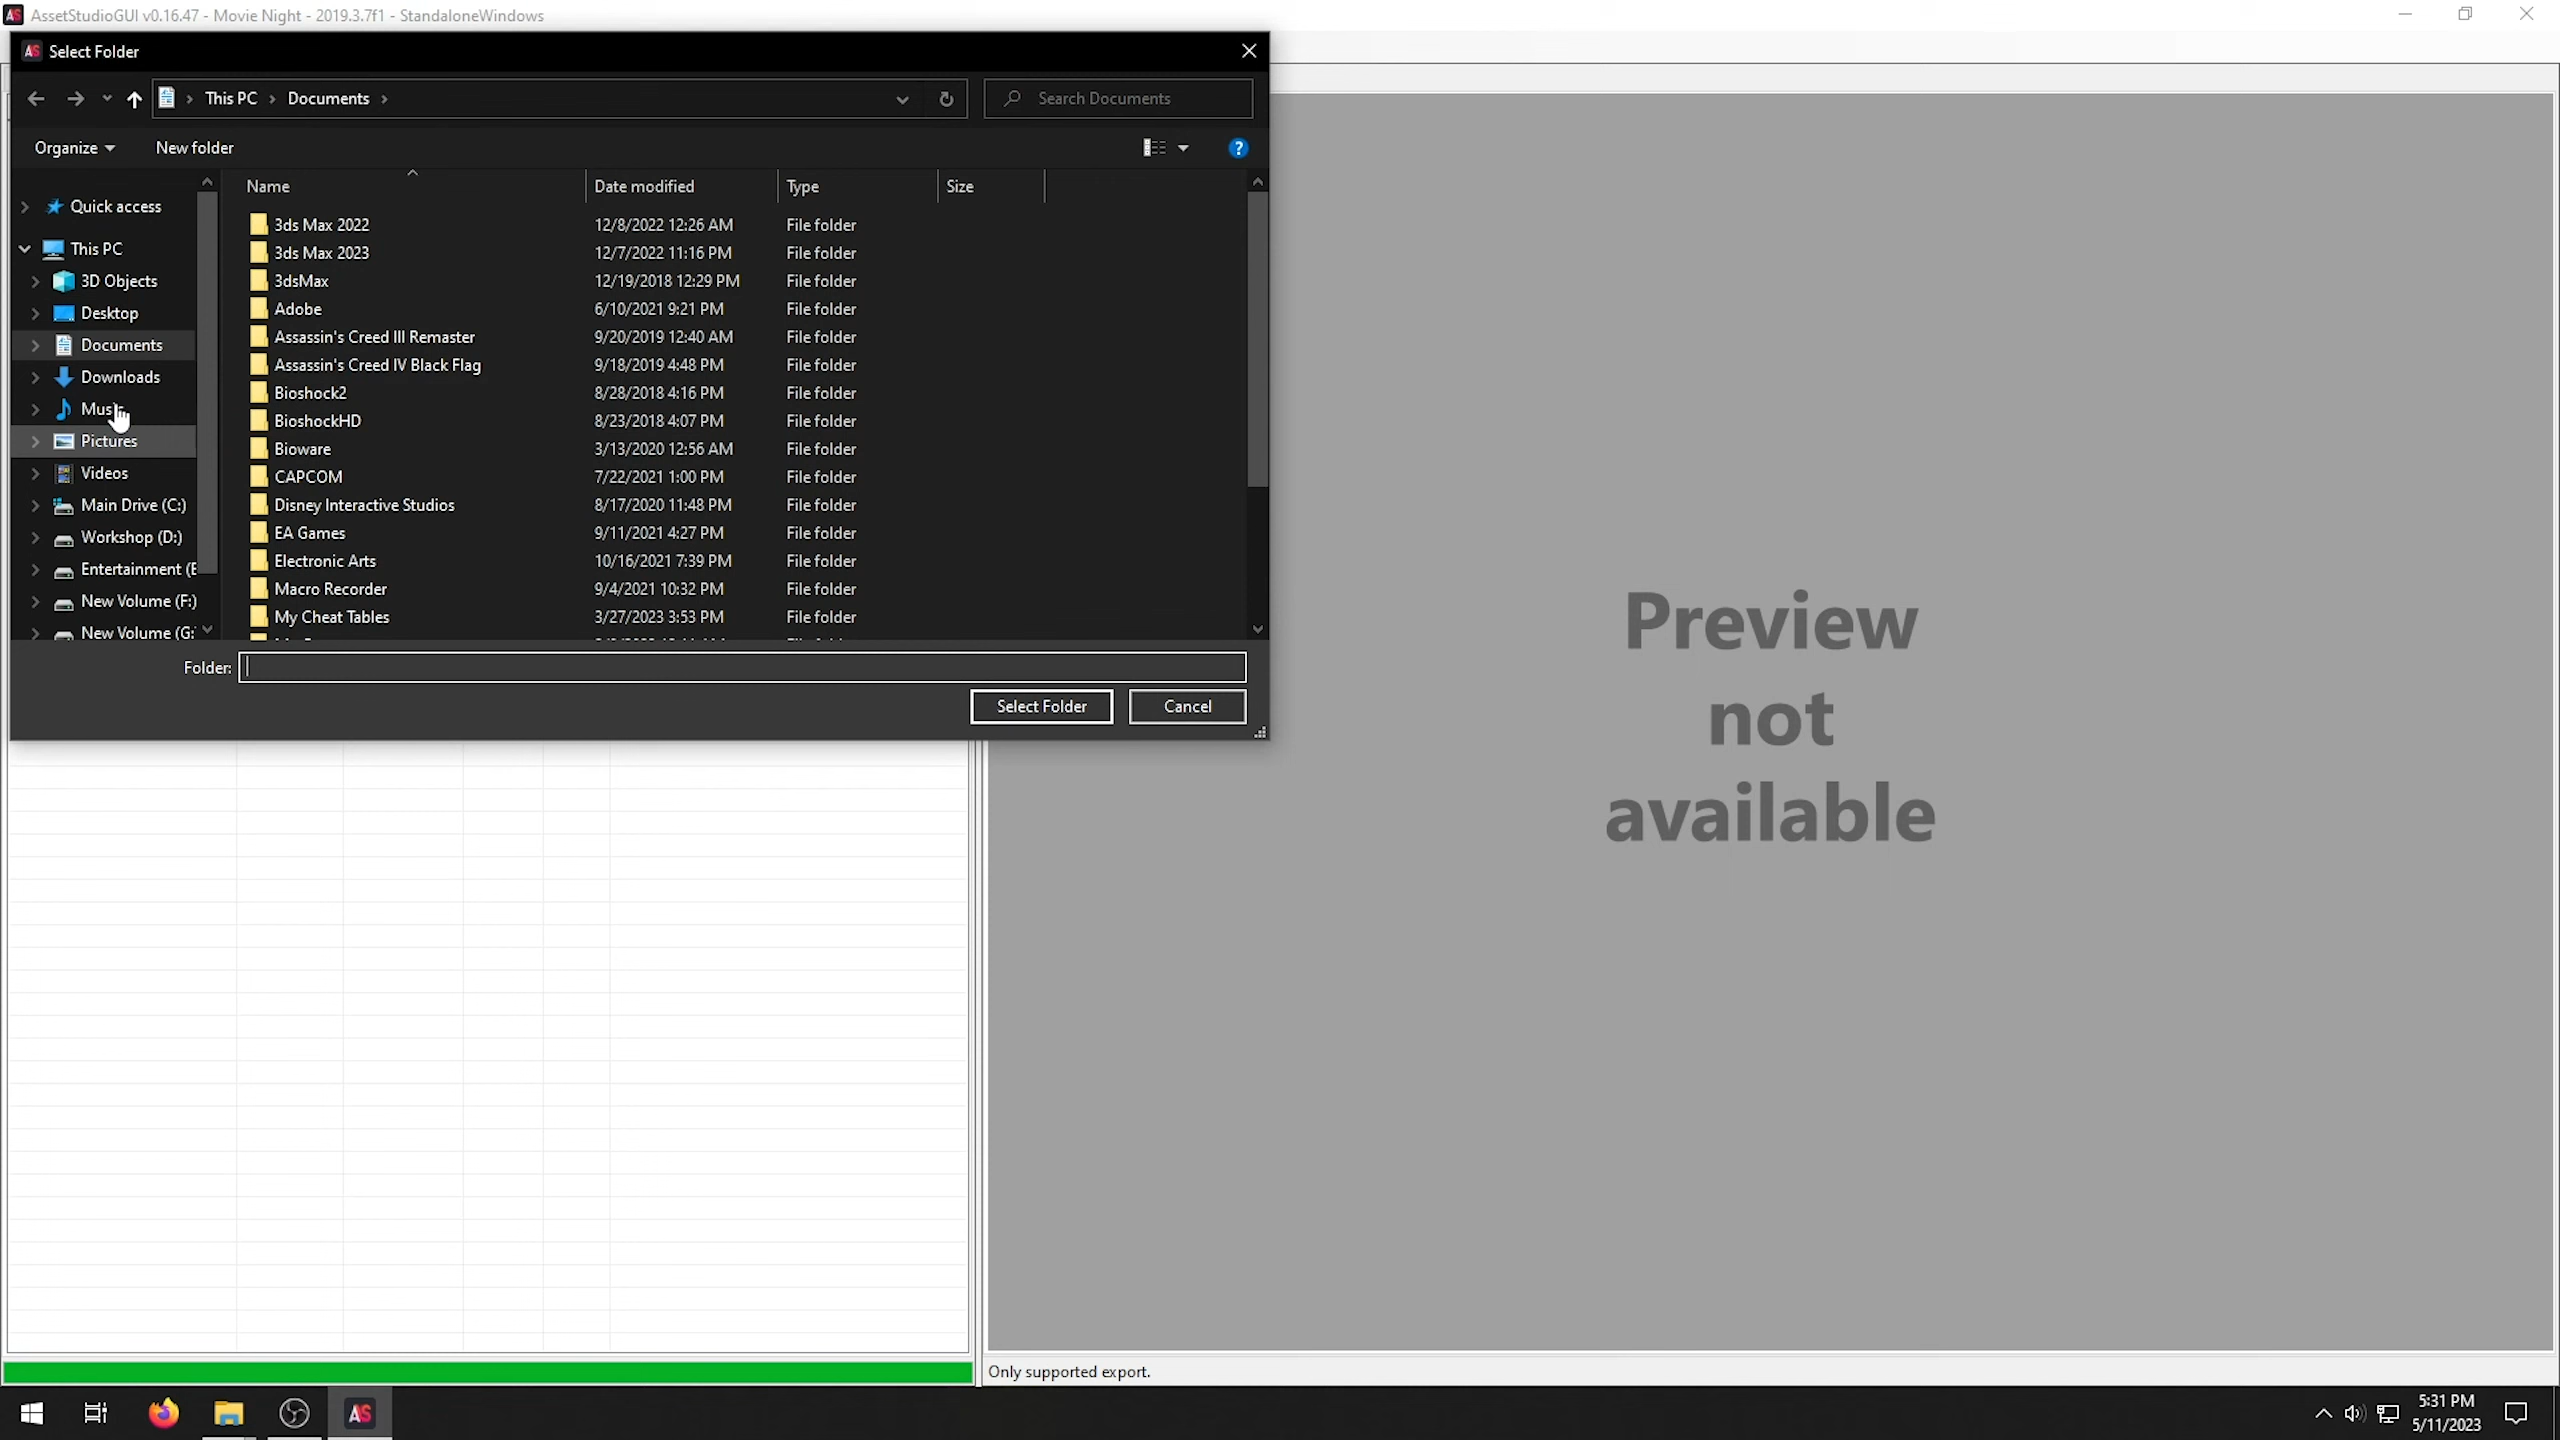 AssetStudioGUI v0.16.47 - Movie Night - 2019.3.7f1 - StandaloneWindows
AS Select Folder
This PC > Documents >
Search Documents
Organize
New folder
?
Name
Date modified
Type
Size
Quick access
This PC
3D Objects
Desktop
Documents
Downloads
Pictures
Videos
Main Drive (C:)
Workshop (D:)
Entertainment (E
New Volume (F:)
New Volume (G:
3ds Max 2022 12/8/2022 12:26 AM File folder
3ds Max 2023 12/7/2022 11:16 PM File folder
3dsMax 12/19/2018 12:29 PM File folder
Adobe 6/10/2021 9:21 PM File folder
Assassin's Creed III Remaster 9/20/2019 12:40 AM File folder
Assassin's Creed IV Black Flag 9/18/2019 4:48 PM File folder
Bioshock2 8/28/2018 4:16 PM File folder
BioshockHD 8/23/2018 4:07 PM File folder
Bioware 3/13/2020 12:56 AM File folder
CAPCOM 7/22/2021 1:00 PM File folder
Disney Interactive Studios 8/17/2020 11:48 PM File folder
EA Games 9/11/2021 4:27 PM File folder
Electronic Arts 10/16/2021 7:39 PM File folder
Macro Recorder 9/4/2021 10:32 PM File folder
My Cheat Tables 3/27/2023 3:53 PM File folder
Folder:
Select Folder
Cancel
Preview
not
available
Only supported export.
AS
5:31 PM
5/11/2023